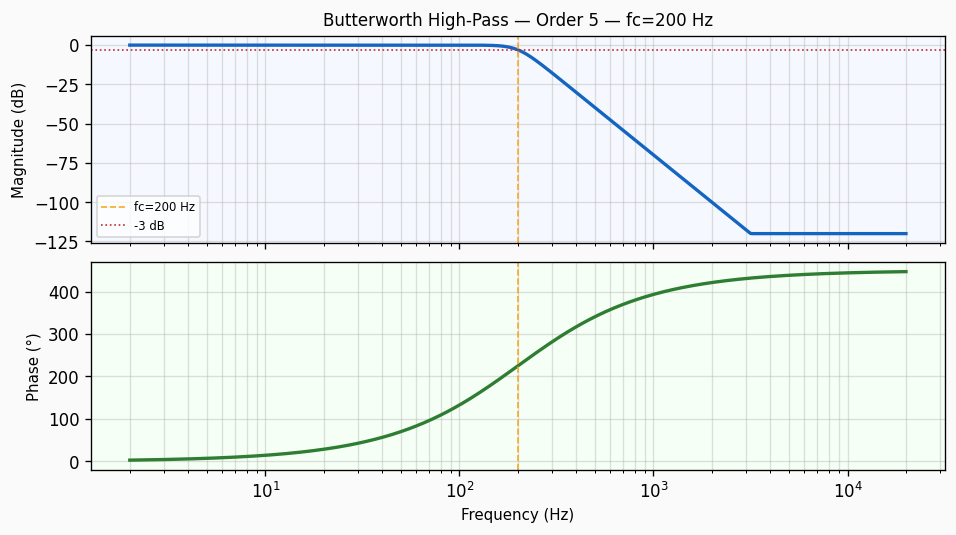 Butterworth High-Pass — Order 5 — fc=200 Hz
Magnitude (dB)
0
−25
−50
−75
−100
−125
fc=200 Hz
-3 dB
Phase (°)
400
300
200
100
0
10¹
10²
10³
10⁴
Frequency (Hz)